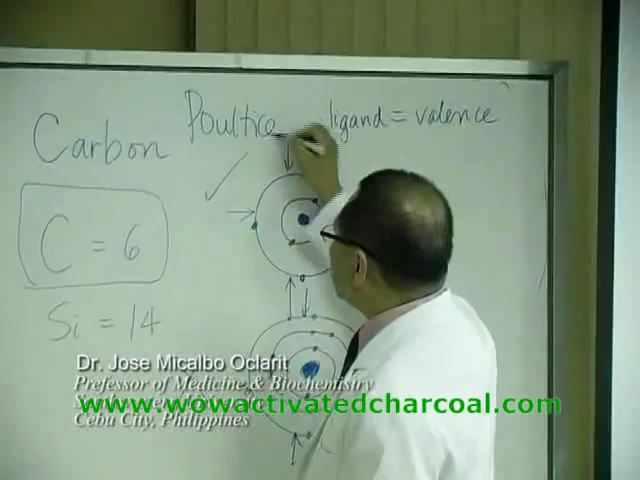 Poultice ligand = valence
Carbon
C = 6
Si = 14
Dr. Jose Micalbo Oclarit
Professor of Medicine & Biochemistry
www.wowactivatedcharcoal.com
Cebu City, Philippines